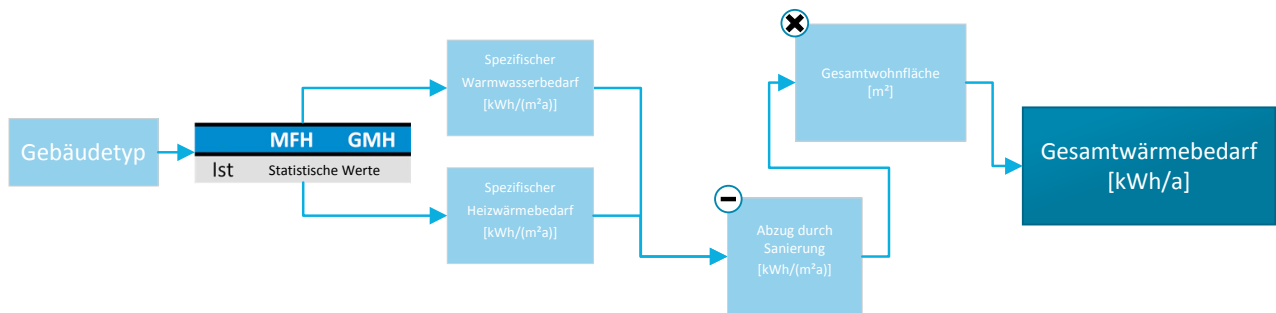 Gebäudetyp
MFH GMH
Ist Statistische Werte
Spezifischer
Warmwasserbedarf
[kWh/(m²a)]
Spezifischer
Heizwärmebedarf
[kWh/(m²a)]
Abzug durch
Sanierung
[kWh/(m²a)]
Gesamtwohnfläche
[m²]
Gesamtwärmebedarf
[kWh/a]